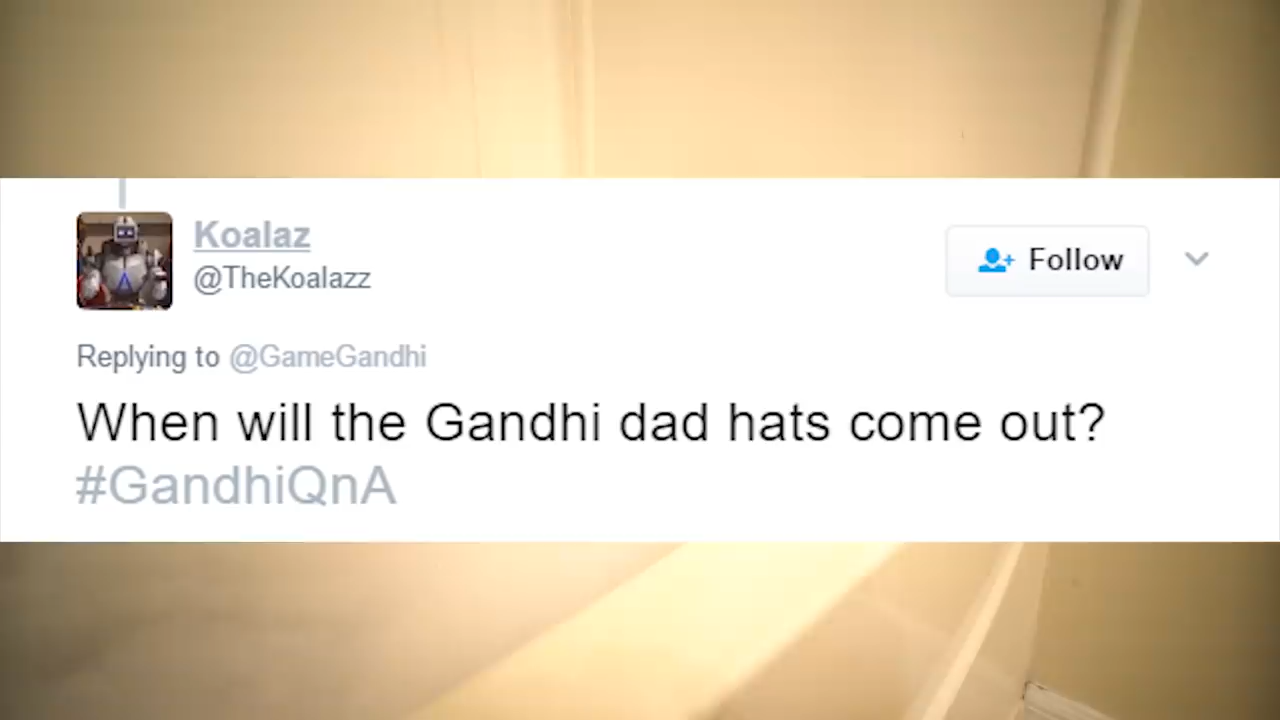 Koalaz
@TheKoalazz
Follow
Replying to @GameGandhi
When will the Gandhi dad hats come out?
#GandhiQnA